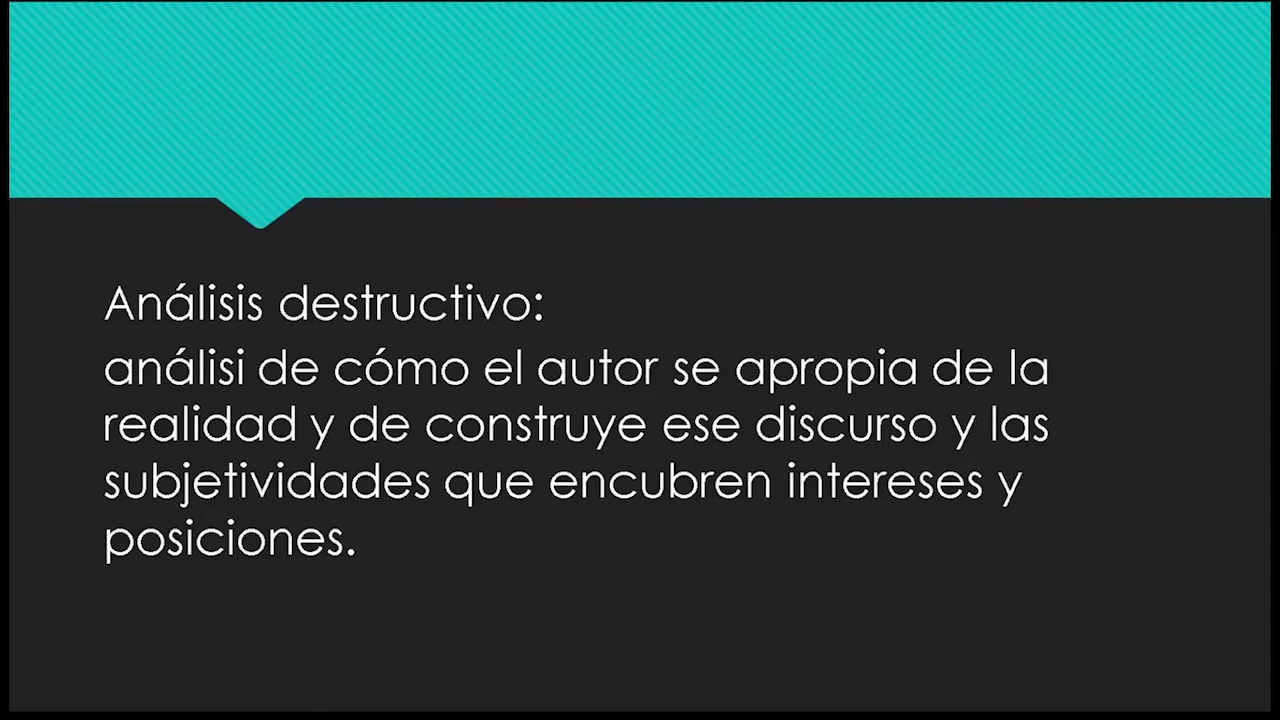 Análisis destructivo:
análisi de cómo el autor se apropia de la
realidad y de construye ese discurso y las
subjetividades que encubren intereses y
posiciones.